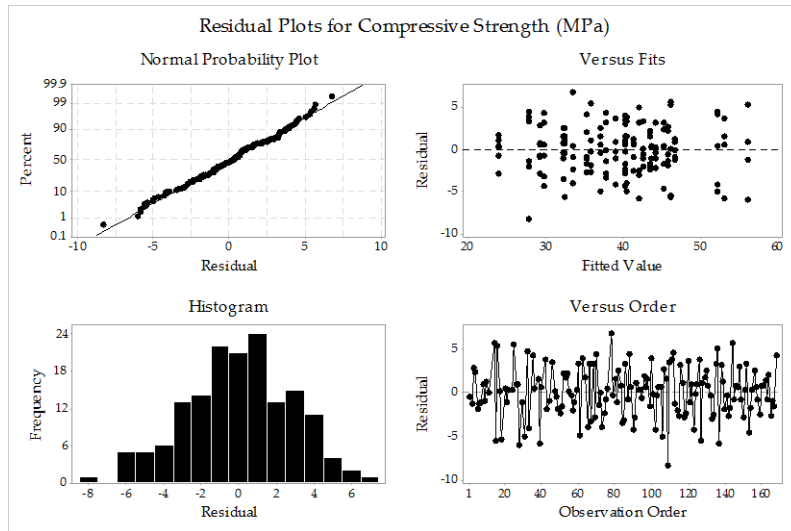 Residual Plots for Compressive Strength (MPa)
Normal Probability Plot
99.9
99
90
50
10
1
0.1
Percent
-10 -5 0 5 10
Residual
Versus Fits
5
0
-5
-10
Residual
20 30 40 50 60
Fitted Value
Histogram
24
18
12
6
0
Frequency
-8 -6 -4 -2 0 2 4 6
Residual
Versus Order
5
0
-5
-10
Residual
1 20 40 60 80 100 120 140 160
Observation Order